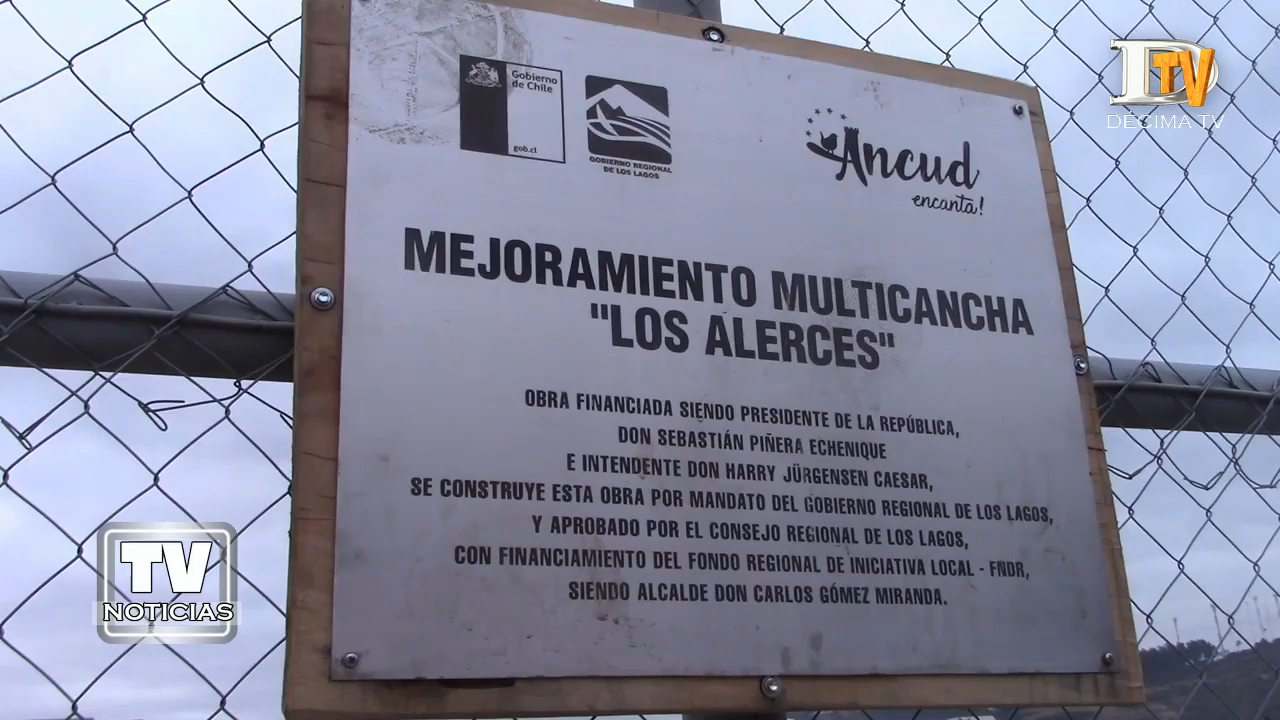 Gobierno
de Chile
gob.cl
GOBIERNO REGIONAL
DE LOS LAGOS
Ancud
encanta!
DTV
DECIMA TV
MEJORAMIENTO MULTICANCHA
"LOS ALERCES"
OBRA FINANCIADA SIENDO PRESIDENTE DE LA REPÚBLICA,
DON SEBASTIÁN PIÑERA ECHENIQUE
E INTENDENTE DON HARRY JÜRGENSEN CAESAR,
SE CONSTRUYE ESTA OBRA POR MANDATO DEL GOBIERNO REGIONAL DE LOS LAGOS,
Y APROBADO POR EL CONSEJO REGIONAL DE LOS LAGOS,
CON FINANCIAMIENTO DEL FONDO REGIONAL DE INICIATIVA LOCAL - FNDR,
SIENDO ALCALDE DON CARLOS GÓMEZ MIRANDA.
TV
NOTICIAS